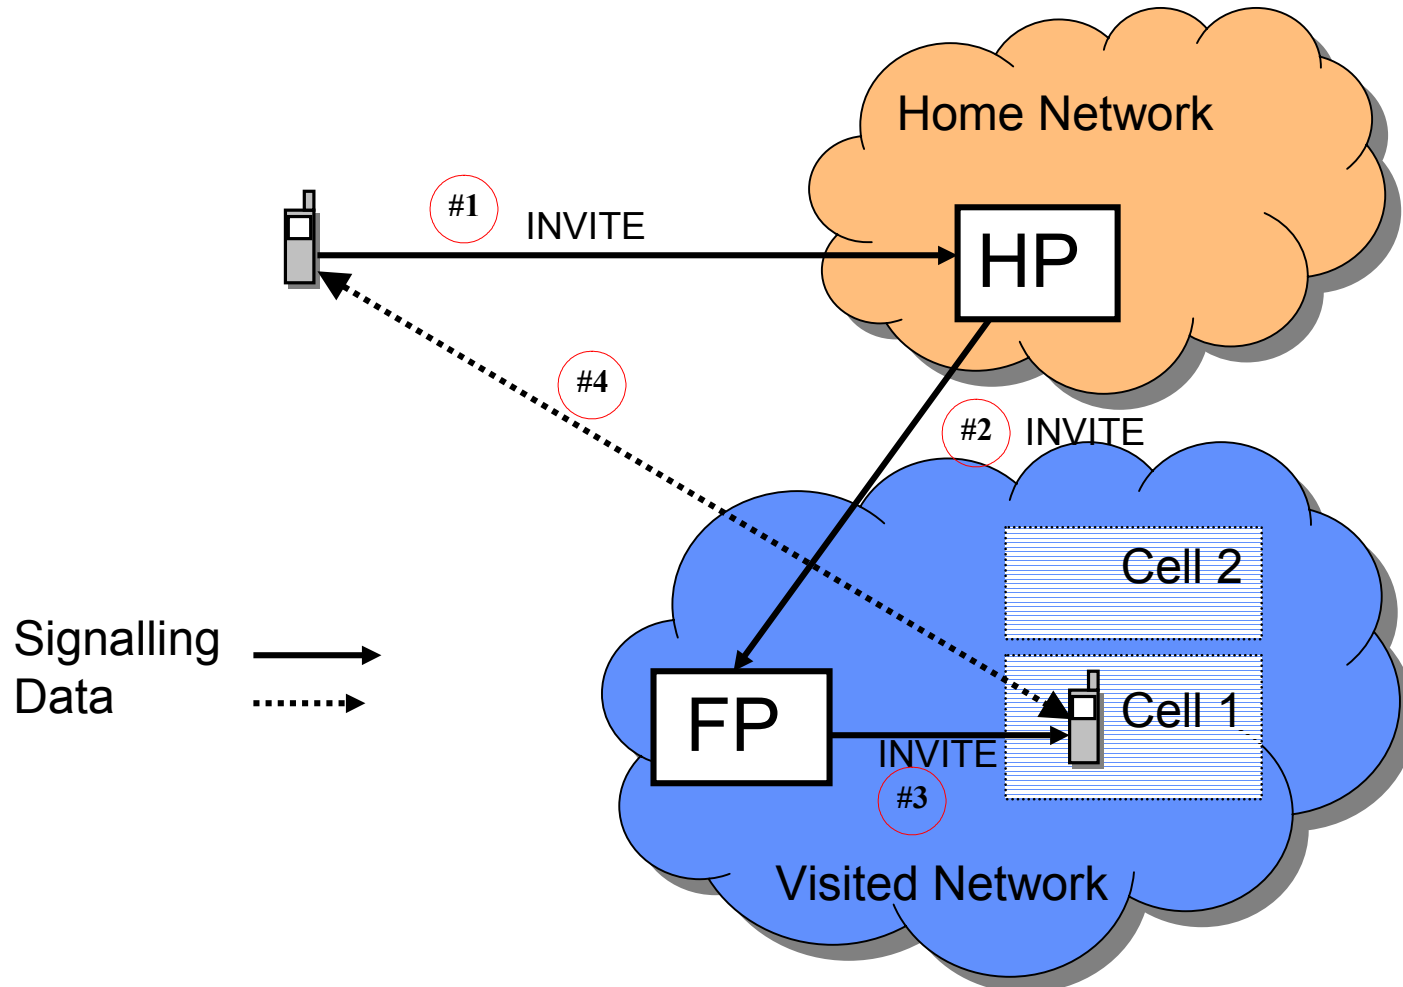 Home Network
#1
INVITE
HP
#4
#2
INVITE
Cell 2
Signalling
Data
FP
Cell 1
INVITE
#3
Visited Network